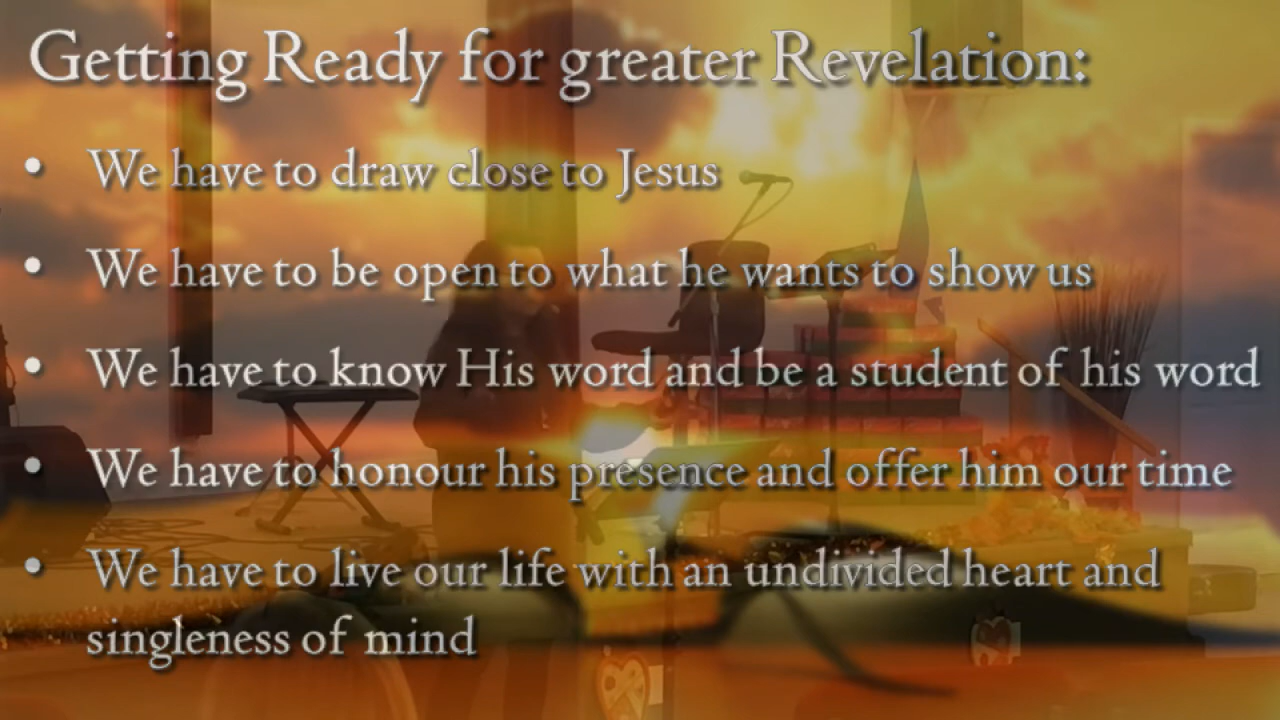 Getting Ready for greater Revelation:
• We have to draw close to Jesus
• We have to be open to what he wants to show us
• We have to know His word and be a student of his word
• We have to honour his presence and offer him our time
• We have to live our life with an undivided heart and
singleness of mind